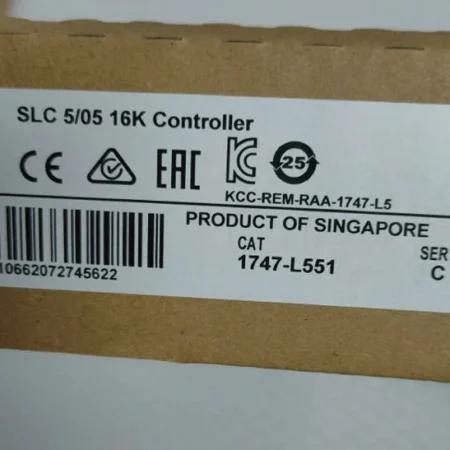 SLC 5/05 16K Controller
CE EAC KC 25
KCC-REM-RAA-1747-L5
PRODUCT OF SINGAPORE
CAT SER
1747-L551 C
10662072745622